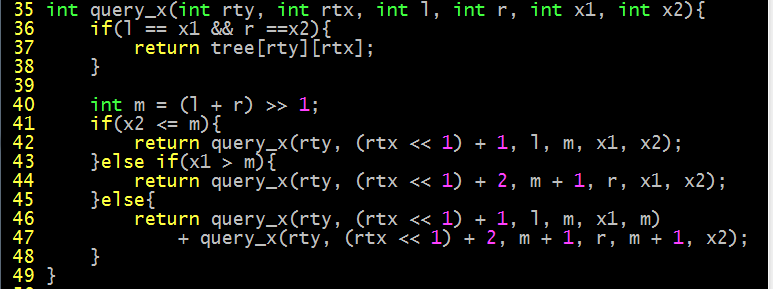 35 int query_x(int rty, int rtx, int l, int r, int x1, int x2){
36     if(l == x1 && r ==x2){
37         return tree[rty][rtx];
38     }
39
40     int m = (l + r) >> 1;
41     if(x2 <= m){
42         return query_x(rty, (rtx << 1) + 1, l, m, x1, x2);
43     }else if(x1 > m){
44         return query_x(rty, (rtx << 1) + 2, m + 1, r, x1, x2);
45     }else{
46         return query_x(rty, (rtx << 1) + 1, l, m, x1, m)
47             + query_x(rty, (rtx << 1) + 2, m + 1, r, m + 1, x2);
48     }
49 }